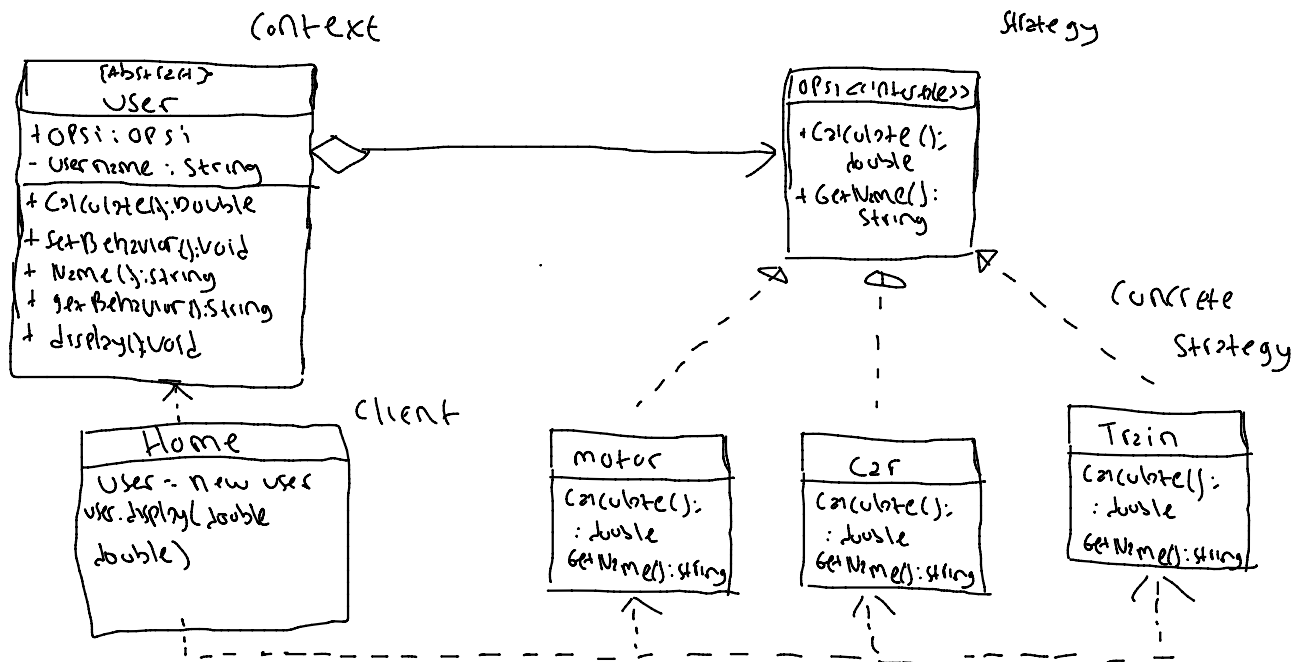 Context
Strategy
{Abstract}
User
+ OPSi : OPSi
- Username : String
+ Calculate():Double
+ SetBehavior():Void
+ Name():String
+ getBehavior():String
+ display():Void
OPSi <<interface>>
+ Calculate():
double
+ GetName():
String
Concrete
Strategy
Client
Home
User = new user
user.display(double
double)
motor
Calculate():
: double
GetName():String
Car
Calculate():
: double
GetName():String
Train
Calculate():
: double
GetName():String